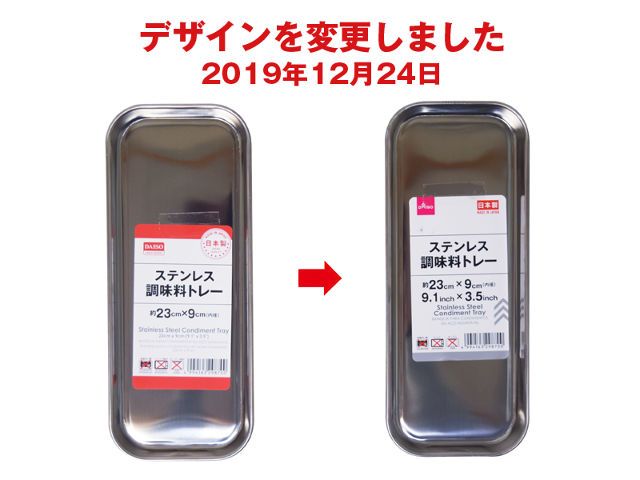 デザインを変更しました
2019年12月24日
DAISO
日本製
ステンレス
調味料トレー
約23cm×9cm(内径)
Stainless Steel Condiment Tray
DAISO
日本製
MADE IN JAPAN
ステンレス
調味料トレー
約23cm×9cm(内径)
9.1inch×3.5inch
Stainless Steel
Condiment Tray